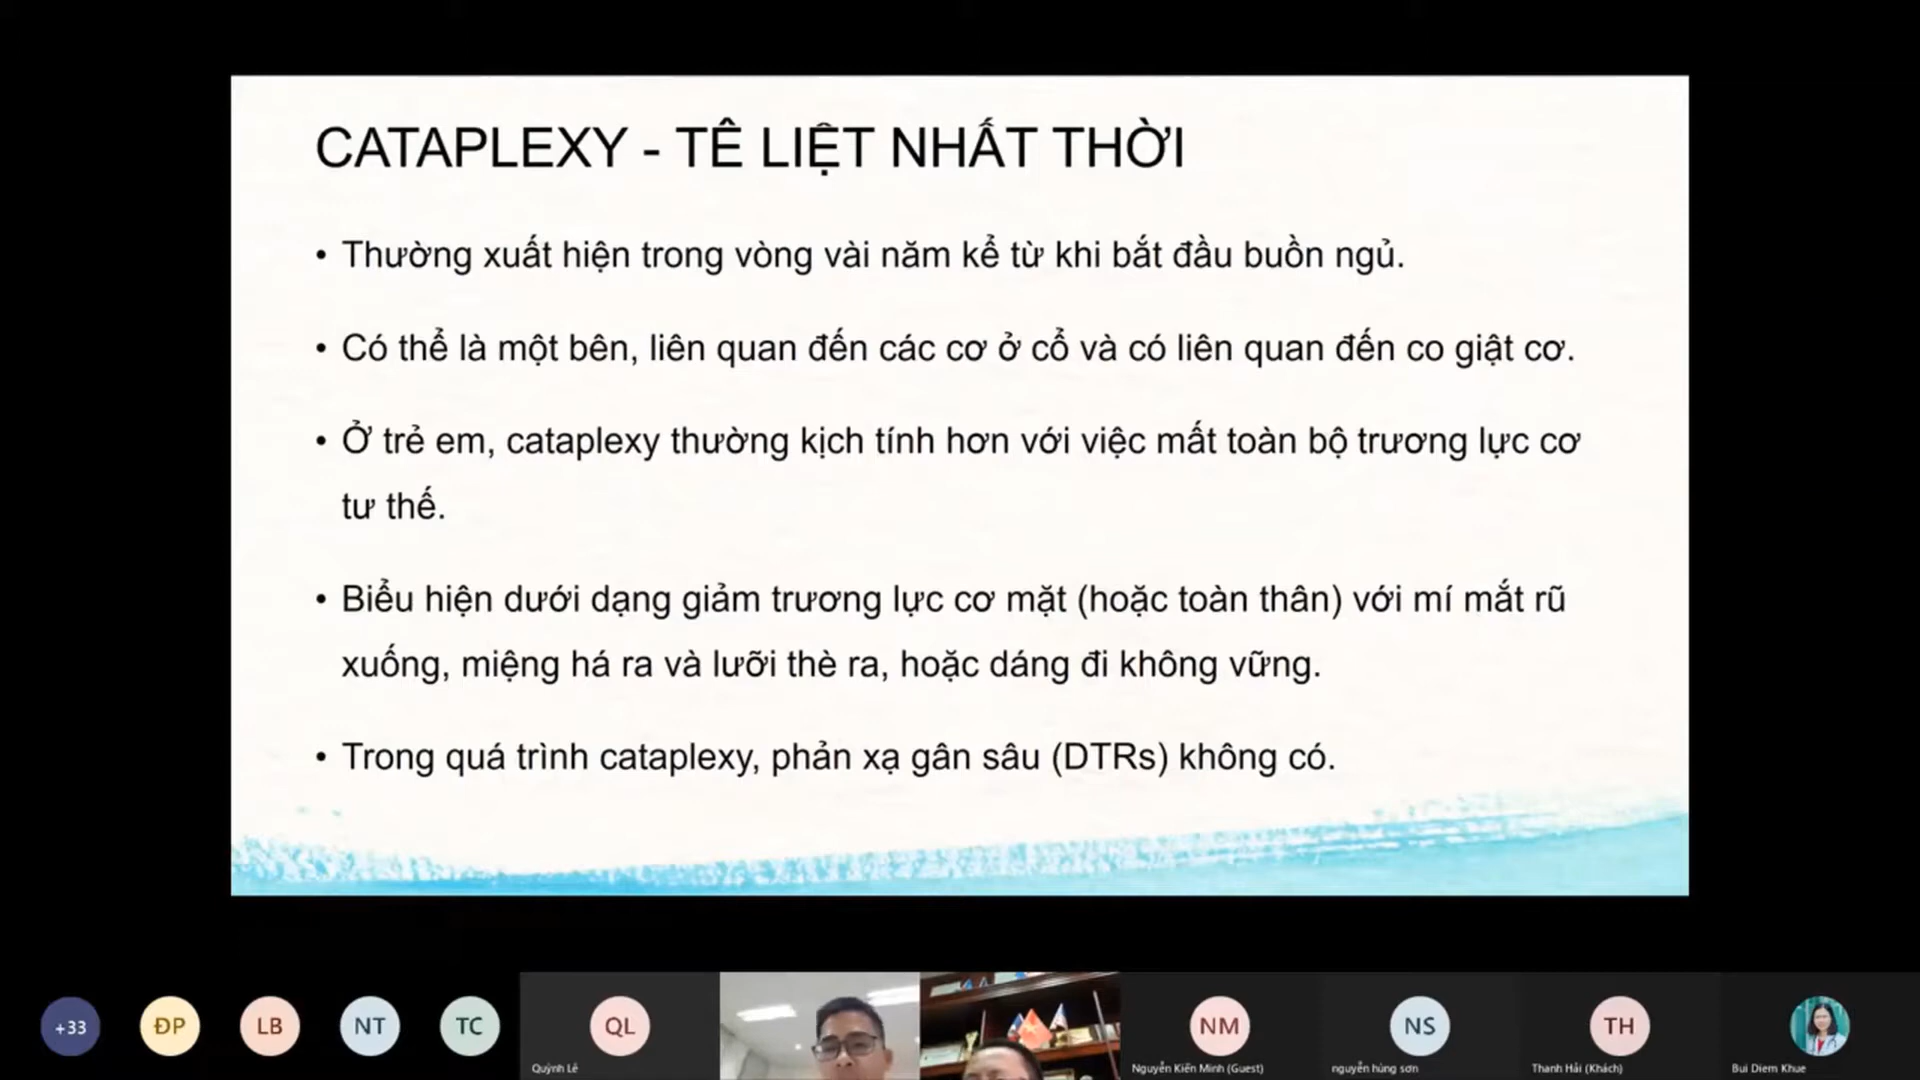 CATAPLEXY - TÊ LIỆT NHẤT THỜI
• Thường xuất hiện trong vòng vài năm kể từ khi bắt đầu buồn ngủ.
• Có thể là một bên, liên quan đến các cơ ở cổ và có liên quan đến co giật cơ.
• Ở trẻ em, cataplexy thường kịch tính hơn với việc mất toàn bộ trương lực cơ
tư thế.
• Biểu hiện dưới dạng giảm trương lực cơ mặt (hoặc toàn thân) với mí mắt rũ
xuống, miệng há ra và lưỡi thè ra, hoặc dáng đi không vững.
• Trong quá trình cataplexy, phản xạ gân sâu (DTRs) không có.
+33
ĐP
LB
NT
TC
QL
NM
NS
TH
Quỳnh Lê
Nguyễn Kiến Minh (Guest)
nguyễn hùng sơn
Thanh Hải (Khách)
Bui Diem Khue